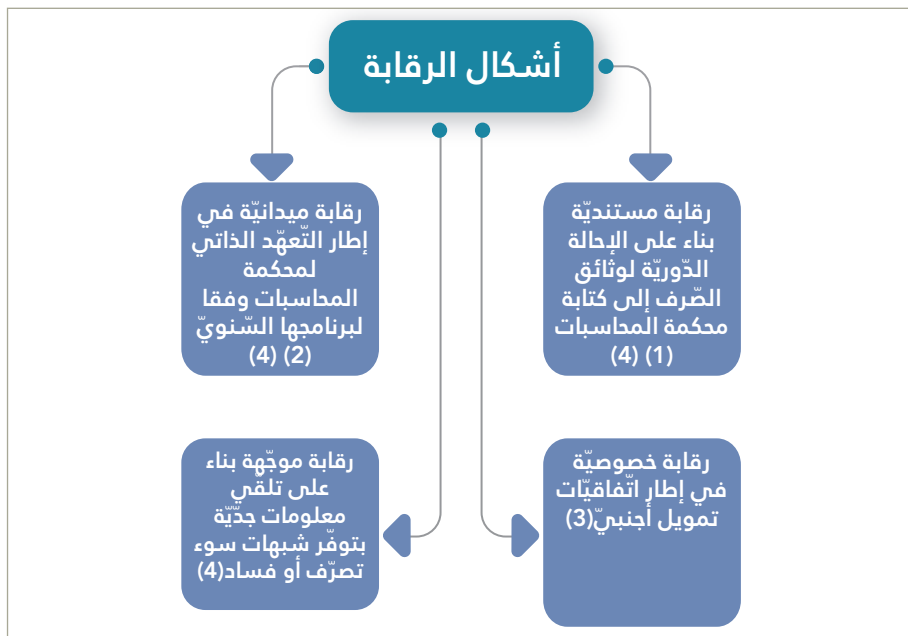 أشكال الرقابة
رقابة مستنديّة
بناء على الإحالة
الدّوريّة لوثائق
الصّرف إلى كتابة
محكمة المحاسبات
(1) (4)
رقابة ميدانيّة في
إطار التّعهّد الذاتي
لمحكمة
المحاسبات وفقا
لبرنامجها السّنويّ
(2) (4)
رقابة خصوصيّة
في إطار اتّفاقيّات
تمويل أجنبيّ(3)
رقابة موجّهة بناء
على تلقّي
معلومات جدّيّة
بتوفّر شبهات سوء
تصرّف أو فساد(4)